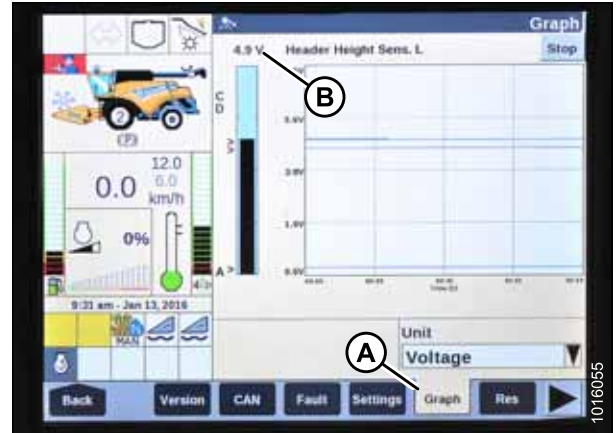 Graph
4.9 V
Header Height Sens. L
Stop
B
C
D
A
12.0
6.0
0.0
km/h
0%
9:31 am - Jan 13, 2016
MAN
Unit
Voltage
A
Back
Version
CAN
Fault
Settings
Graph
Res
1016055